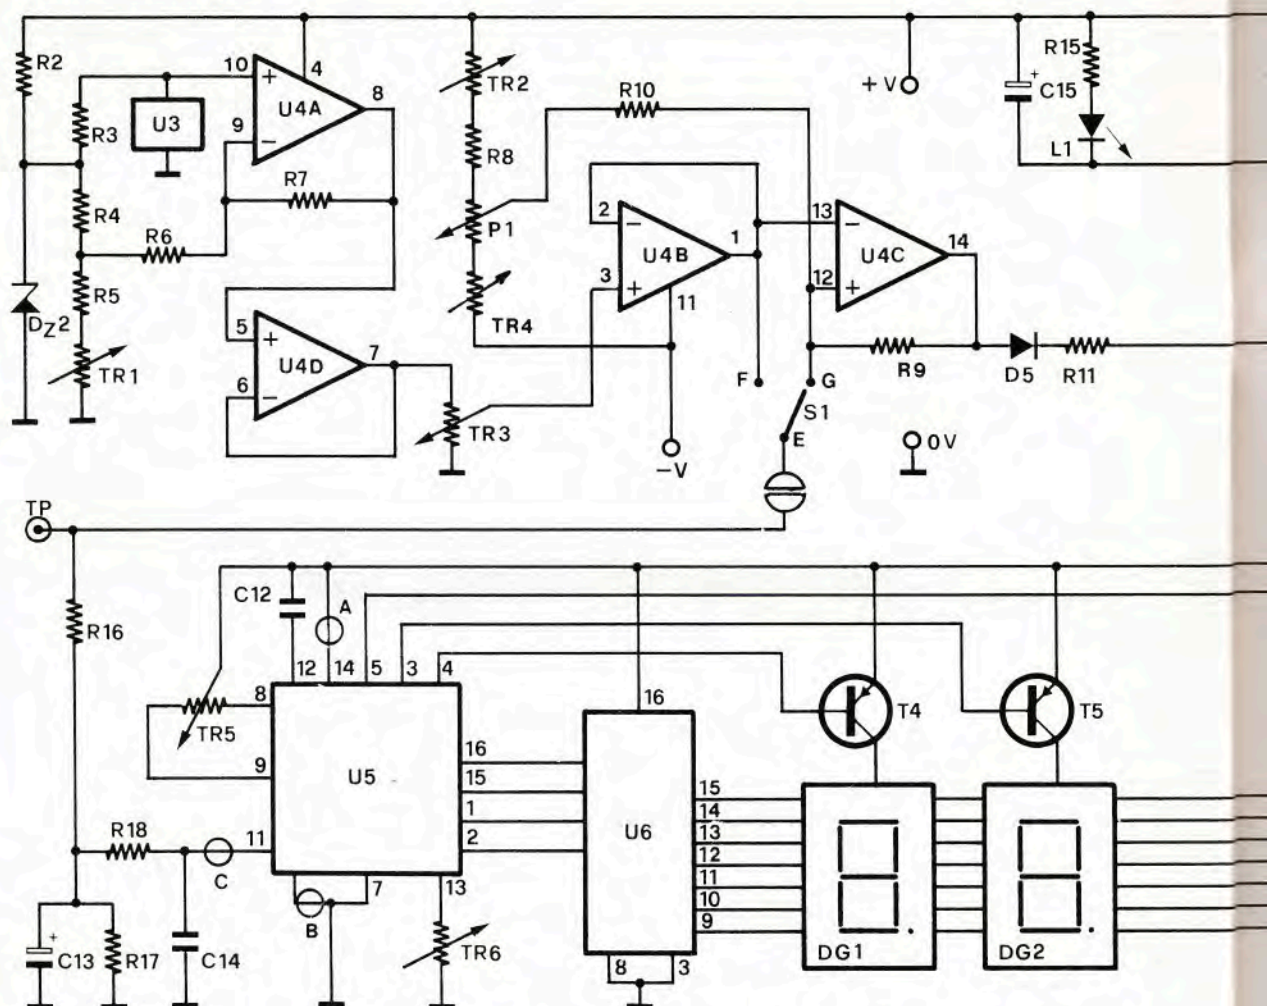 R2
R3
U3
10
+
4
U4A
8
9
−
R4
R7
R6
R5
DZ2
TR1
5
+
U4D
7
6
−
TR2
R8
P1
TR4
TR3
R10
2
−
U4B
1
3
+
11
−V
+V
C15
+
R15
L1
13
−
U4C
14
12
+
R9
D5
R11
F
G
S1
E
0V
TP
R16
C12
A
12
14
5
3
4
8
TR5
9
U5
16
15
1
2
R18
C
11
7
B
13
TR6
+
C13
R17
C14
16
U6
15
14
13
12
11
10
9
8
3
T4
T5
DG1
DG2